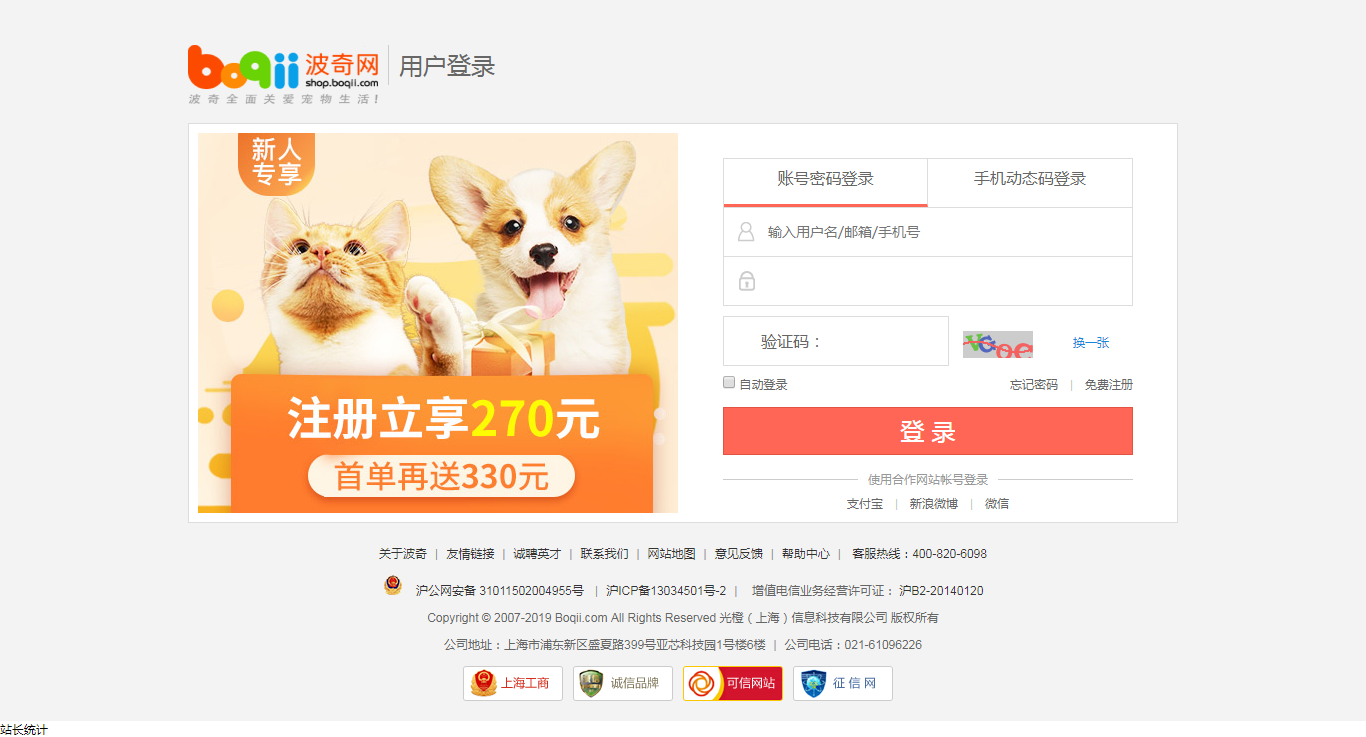 boqii 波奇网
shop.boqii.com
波奇全面关爱宠物生活!
用户登录
新人
专享
注册立享270元
首单再送330元
账号密码登录 手机动态码登录
输入用户名/邮箱/手机号
验证码：
换一张
自动登录 忘记密码 | 免费注册
登录
使用合作网站帐号登录
支付宝 | 新浪微博 | 微信
关于波奇 | 友情链接 | 诚聘英才 | 联系我们 | 网站地图 | 意见反馈 | 帮助中心 | 客服热线：400-820-6098
沪公网安备 31011502004955号 | 沪ICP备13034501号-2 | 增值电信业务经营许可证： 沪B2-20140120
Copyright © 2007-2019 Boqii.com All Rights Reserved 光橙（上海）信息科技有限公司 版权所有
公司地址：上海市浦东新区盛夏路399号亚芯科技园1号楼6楼 | 公司电话：021-61096226
上海工商 诚信品牌 可信网站 征信网
站长统计